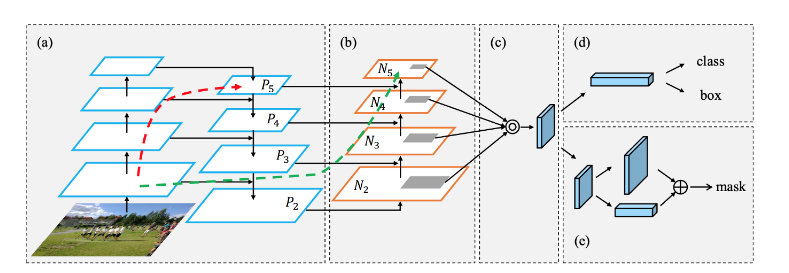 (a)
P5
P4
P3
P2
(b)
N5
N4
N3
N2
(c)
(d)
class
box
(e)
mask